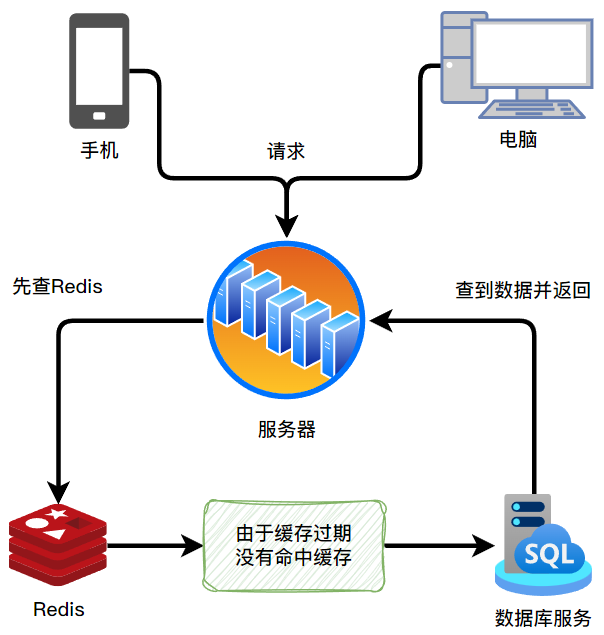 手机
电脑
请求
先查Redis
查到数据并返回
服务器
由于缓存过期
没有命中缓存
SQL
Redis
数据库服务